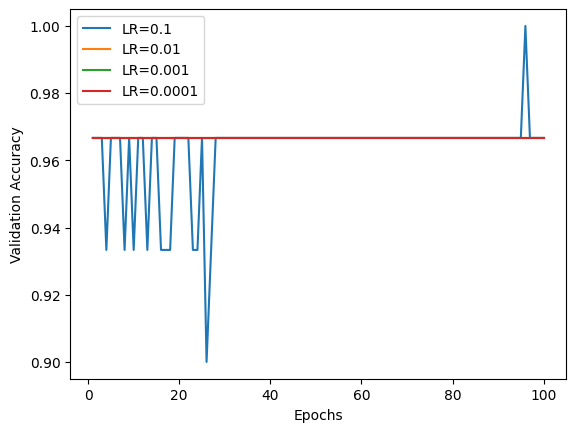 LR=0.1
LR=0.01
LR=0.001
LR=0.0001
1.00
0.98
0.96
0.94
0.92
0.90
Validation Accuracy
0 20 40 60 80 100
Epochs